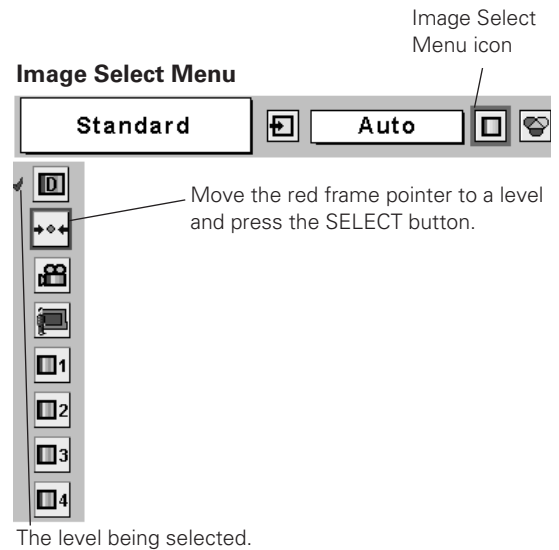 Image Select
Menu icon
Image Select Menu
Standard
Auto
D
Move the red frame pointer to a level
and press the SELECT button.
1
2
3
4
The level being selected.